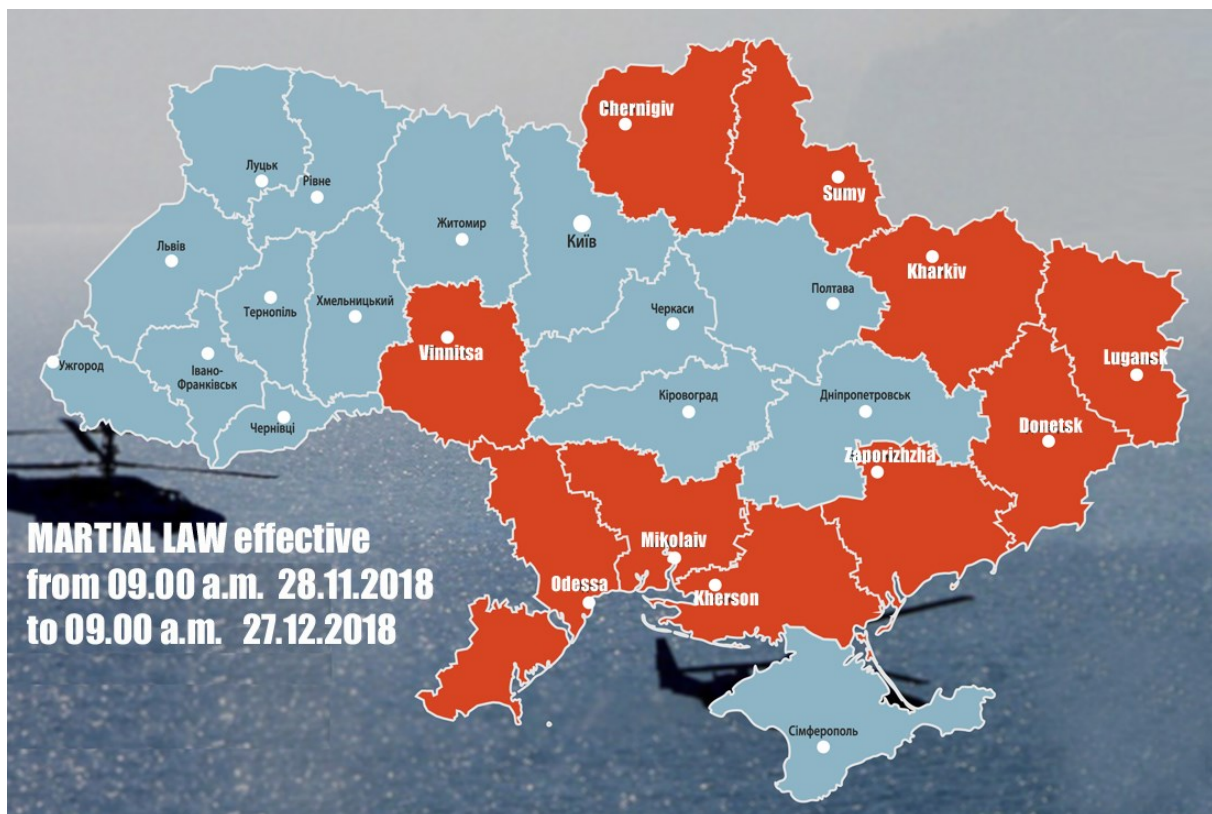 Chernigiv
Луцьк
Рівне
Sumy
Житомир
Київ
Львів
Kharkiv
Тернопіль
Хмельницький
Черкаси
Полтава
Vinnitsa
Ужгород
Івано-
Франківськ
Lugansk
Кіровоград
Дніпропетровськ
Чернівці
Donetsk
Zaporizhzha
MARTIAL LAW effective
from 09.00 a.m. 28.11.2018
to 09.00 a.m. 27.12.2018
Mikolaiv
Odessa
Kherson
Сімферополь